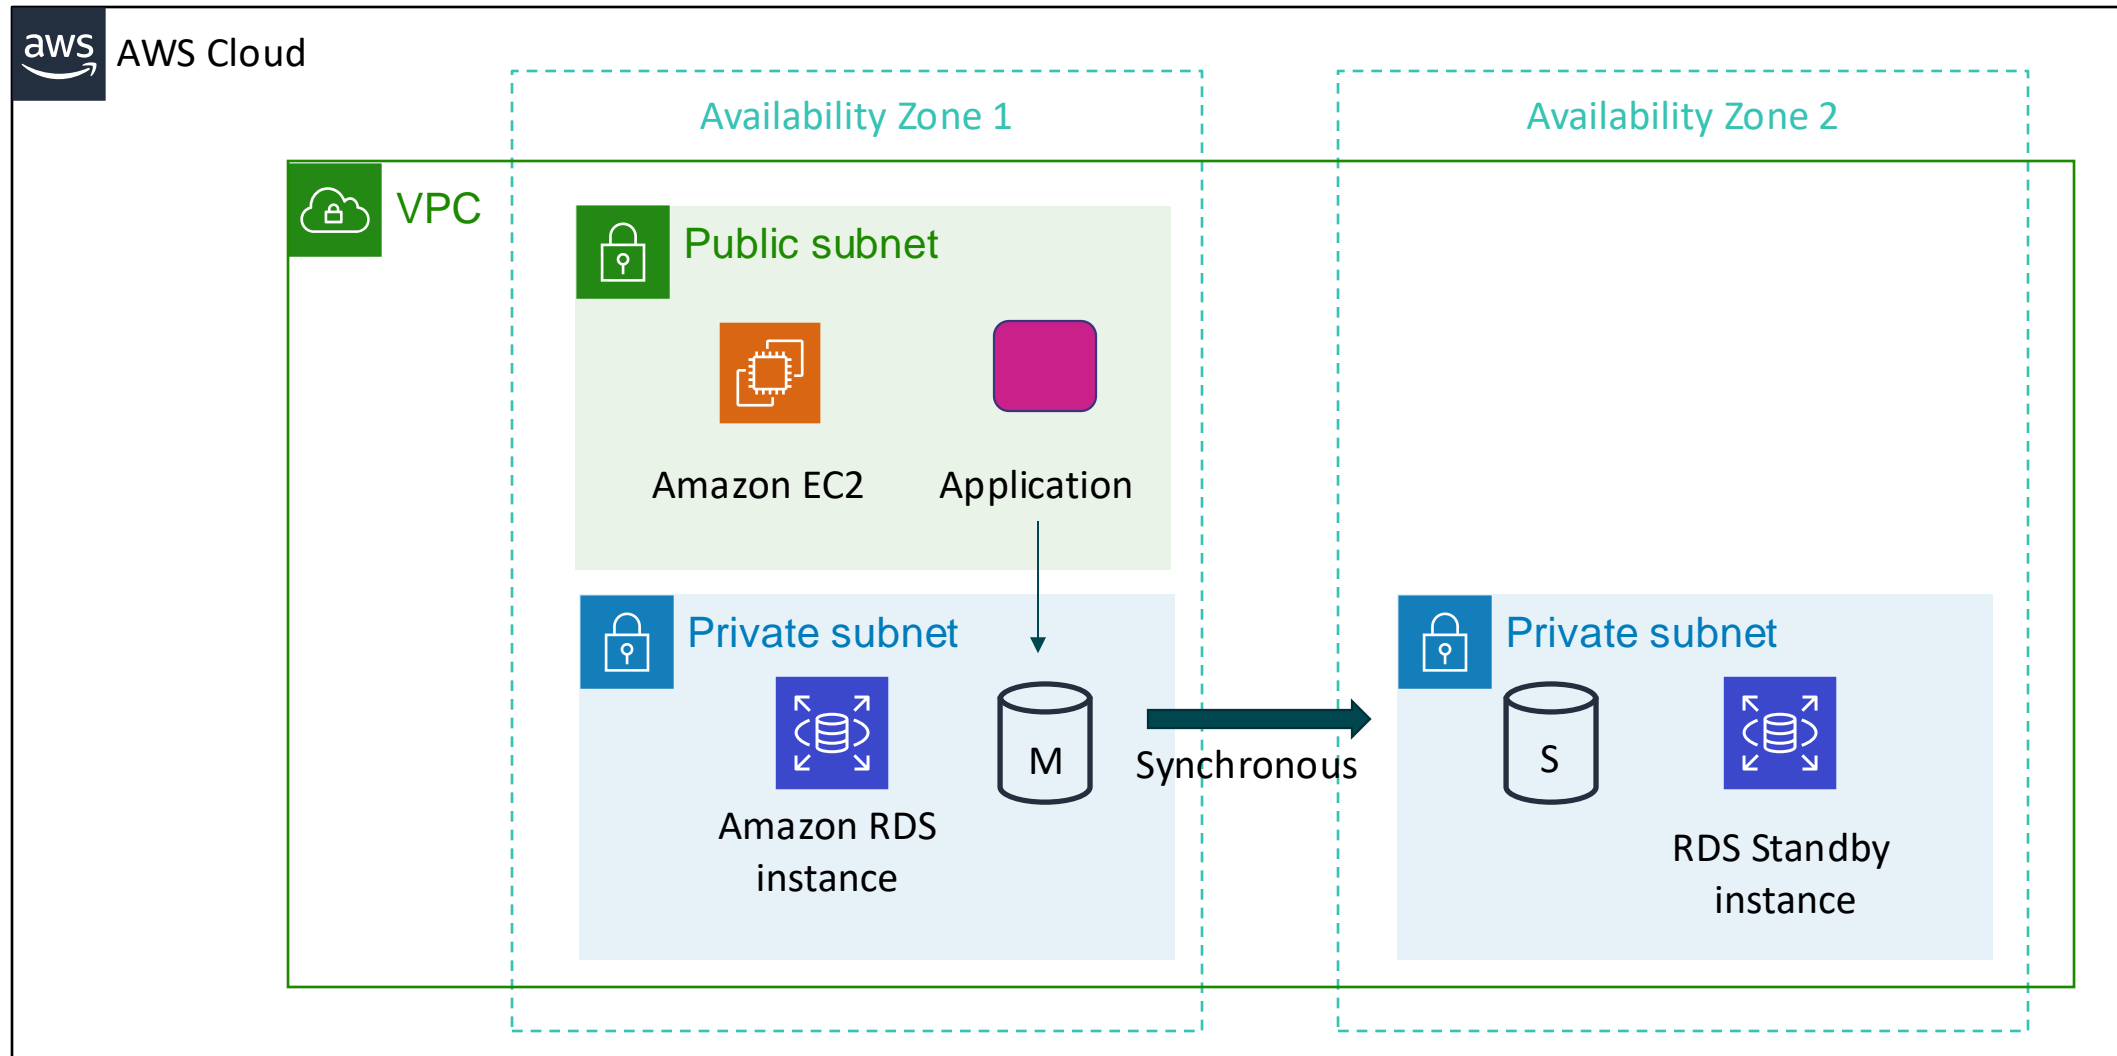 aws
AWS Cloud
Availability Zone 1
Availability Zone 2
VPC
Public subnet
Amazon EC2
Application
Private subnet
M
Amazon RDS
instance
Synchronous
Private subnet
S
RDS Standby
instance